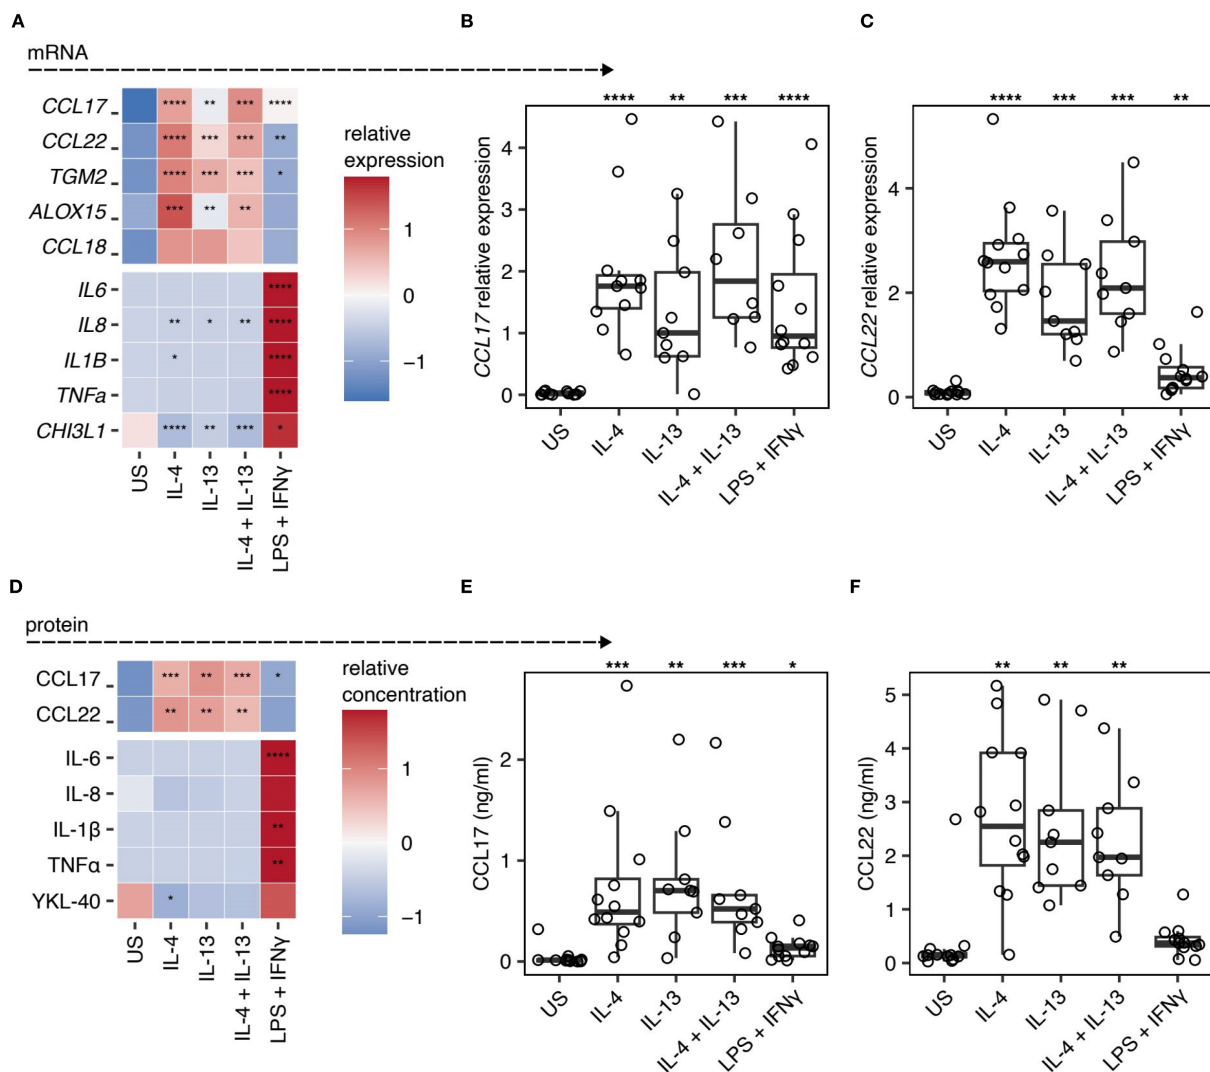 A
mRNA
CCL17 **** ** *** ****
CCL22 **** *** *** **
TGM2 **** *** *** *
ALOX15 *** ** **
CCL18
IL6 ****
IL8 ** * ** ****
IL1B * ****
TNFa ****
CHI3L1 **** ** *** *
US
IL-4
IL-13
IL-4 + IL-13
LPS + IFNγ
relative
expression
1
0
−1
B
**** ** *** ****
CCL17 relative expression
4
3
2
1
0
US
IL-4
IL-13
IL-4 + IL-13
LPS + IFNγ
C
**** *** *** **
CCL22 relative expression
4
2
0
US
IL-4
IL-13
IL-4 + IL-13
LPS + IFNγ
D
protein
CCL17 *** ** *** *
CCL22 ** ** **
IL-6 ****
IL-8
IL-1β **
TNFα **
YKL-40 *
US
IL-4
IL-13
IL-4 + IL-13
LPS + IFNγ
relative
concentration
1
0
−1
E
*** ** *** *
CCL17 (ng/ml)
2
1
0
US
IL-4
IL-13
IL-4 + IL-13
LPS + IFNγ
F
** ** **
CCL22 (ng/ml)
5
4
3
2
1
0
US
IL-4
IL-13
IL-4 + IL-13
LPS + IFNγ